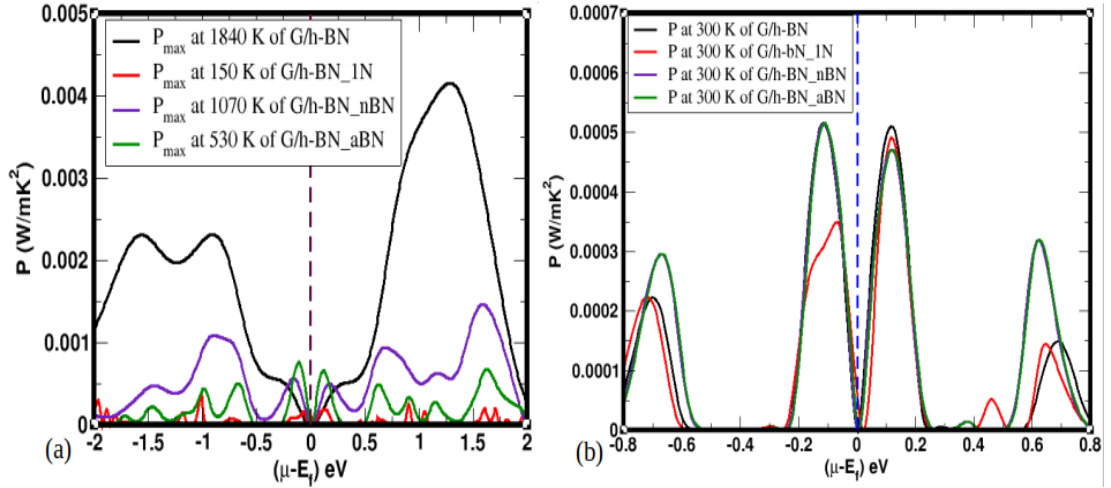 0.005
0.004
0.003
0.002
0.001
0
P (W/mK²)
P_max at 1840 K of G/h-BN
P_max at 150 K of G/h-BN_1N
P_max at 1070 K of G/h-BN_nBN
P_max at 530 K of G/h-BN_aBN
-2 -1.5 -1 -0.5 0 0.5 1 1.5 2
(a)
(μ-E_f) eV
0.0007
0.0006
0.0005
0.0004
0.0003
0.0002
0.0001
0
P (W/mK²)
P at 300 K of G/h-BN
P at 300 K of G/h-bN_1N
P at 300 K of G/h-BN_nBN
P at 300 K of G/h-BN_aBN
-0.8 -0.6 -0.4 -0.2 0 0.2 0.4 0.6 0.8
(b)
(μ-E_f) eV